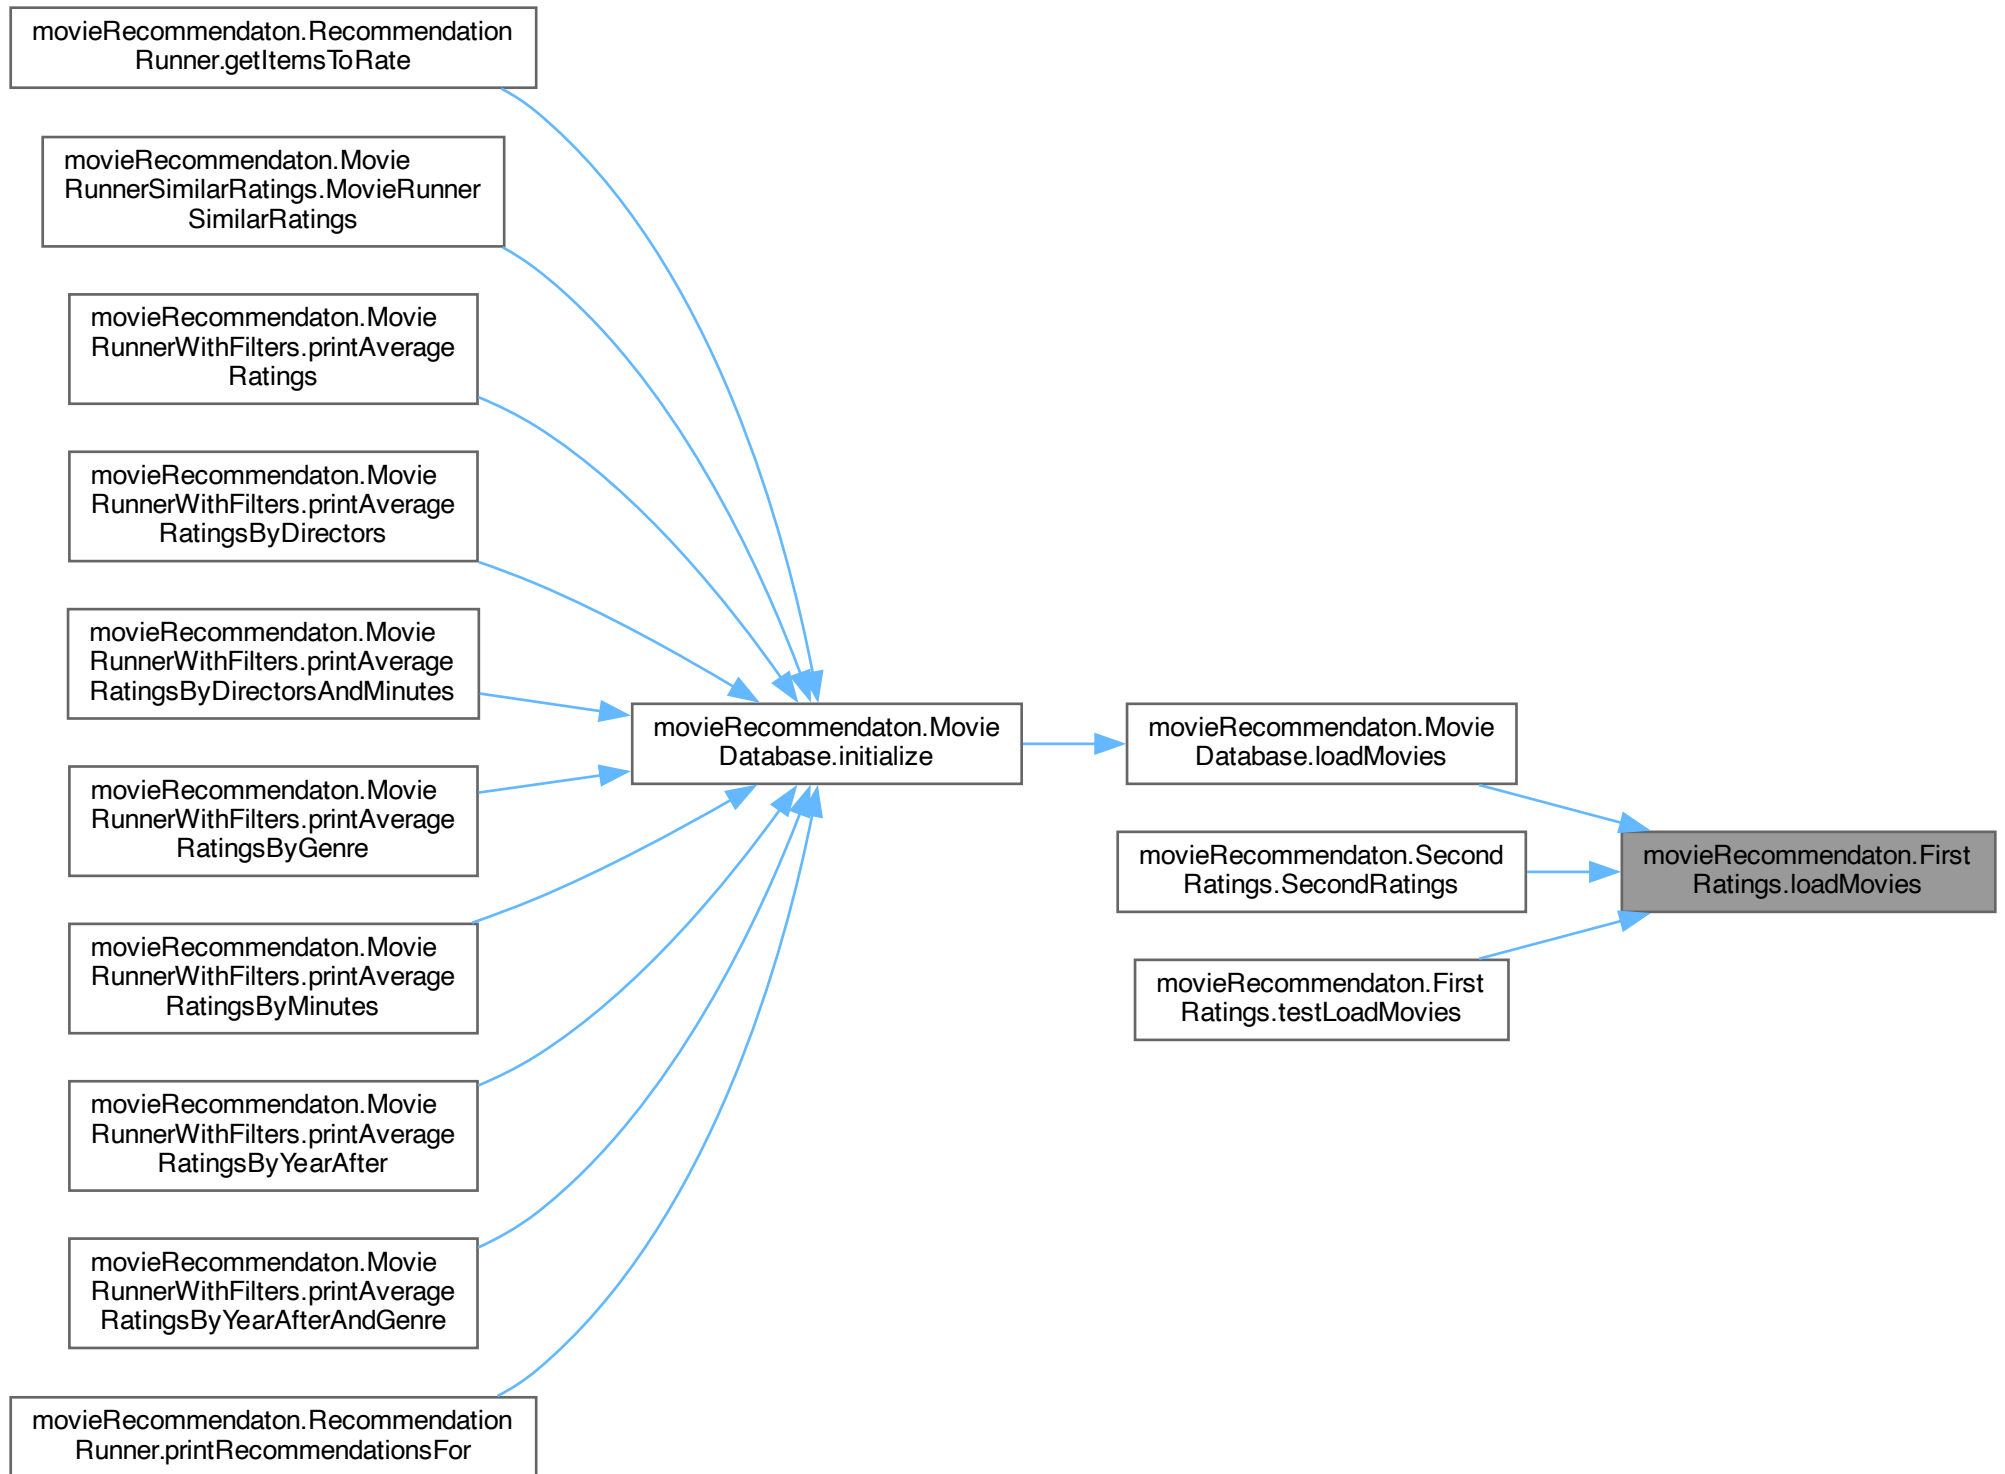 movieRecommendaton.Recommendation
Runner.getItemsToRate
movieRecommendaton.Movie
RunnerSimilarRatings.MovieRunner
SimilarRatings
movieRecommendaton.Movie
RunnerWithFilters.printAverage
Ratings
movieRecommendaton.Movie
RunnerWithFilters.printAverage
RatingsByDirectors
movieRecommendaton.Movie
RunnerWithFilters.printAverage
RatingsByDirectorsAndMinutes
movieRecommendaton.Movie
RunnerWithFilters.printAverage
RatingsByGenre
movieRecommendaton.Movie
RunnerWithFilters.printAverage
RatingsByMinutes
movieRecommendaton.Movie
RunnerWithFilters.printAverage
RatingsByYearAfter
movieRecommendaton.Movie
RunnerWithFilters.printAverage
RatingsByYearAfterAndGenre
movieRecommendaton.Recommendation
Runner.printRecommendationsFor
movieRecommendaton.Movie
Database.initialize
movieRecommendaton.Movie
Database.loadMovies
movieRecommendaton.Second
Ratings.SecondRatings
movieRecommendaton.First
Ratings.testLoadMovies
movieRecommendaton.First
Ratings.loadMovies